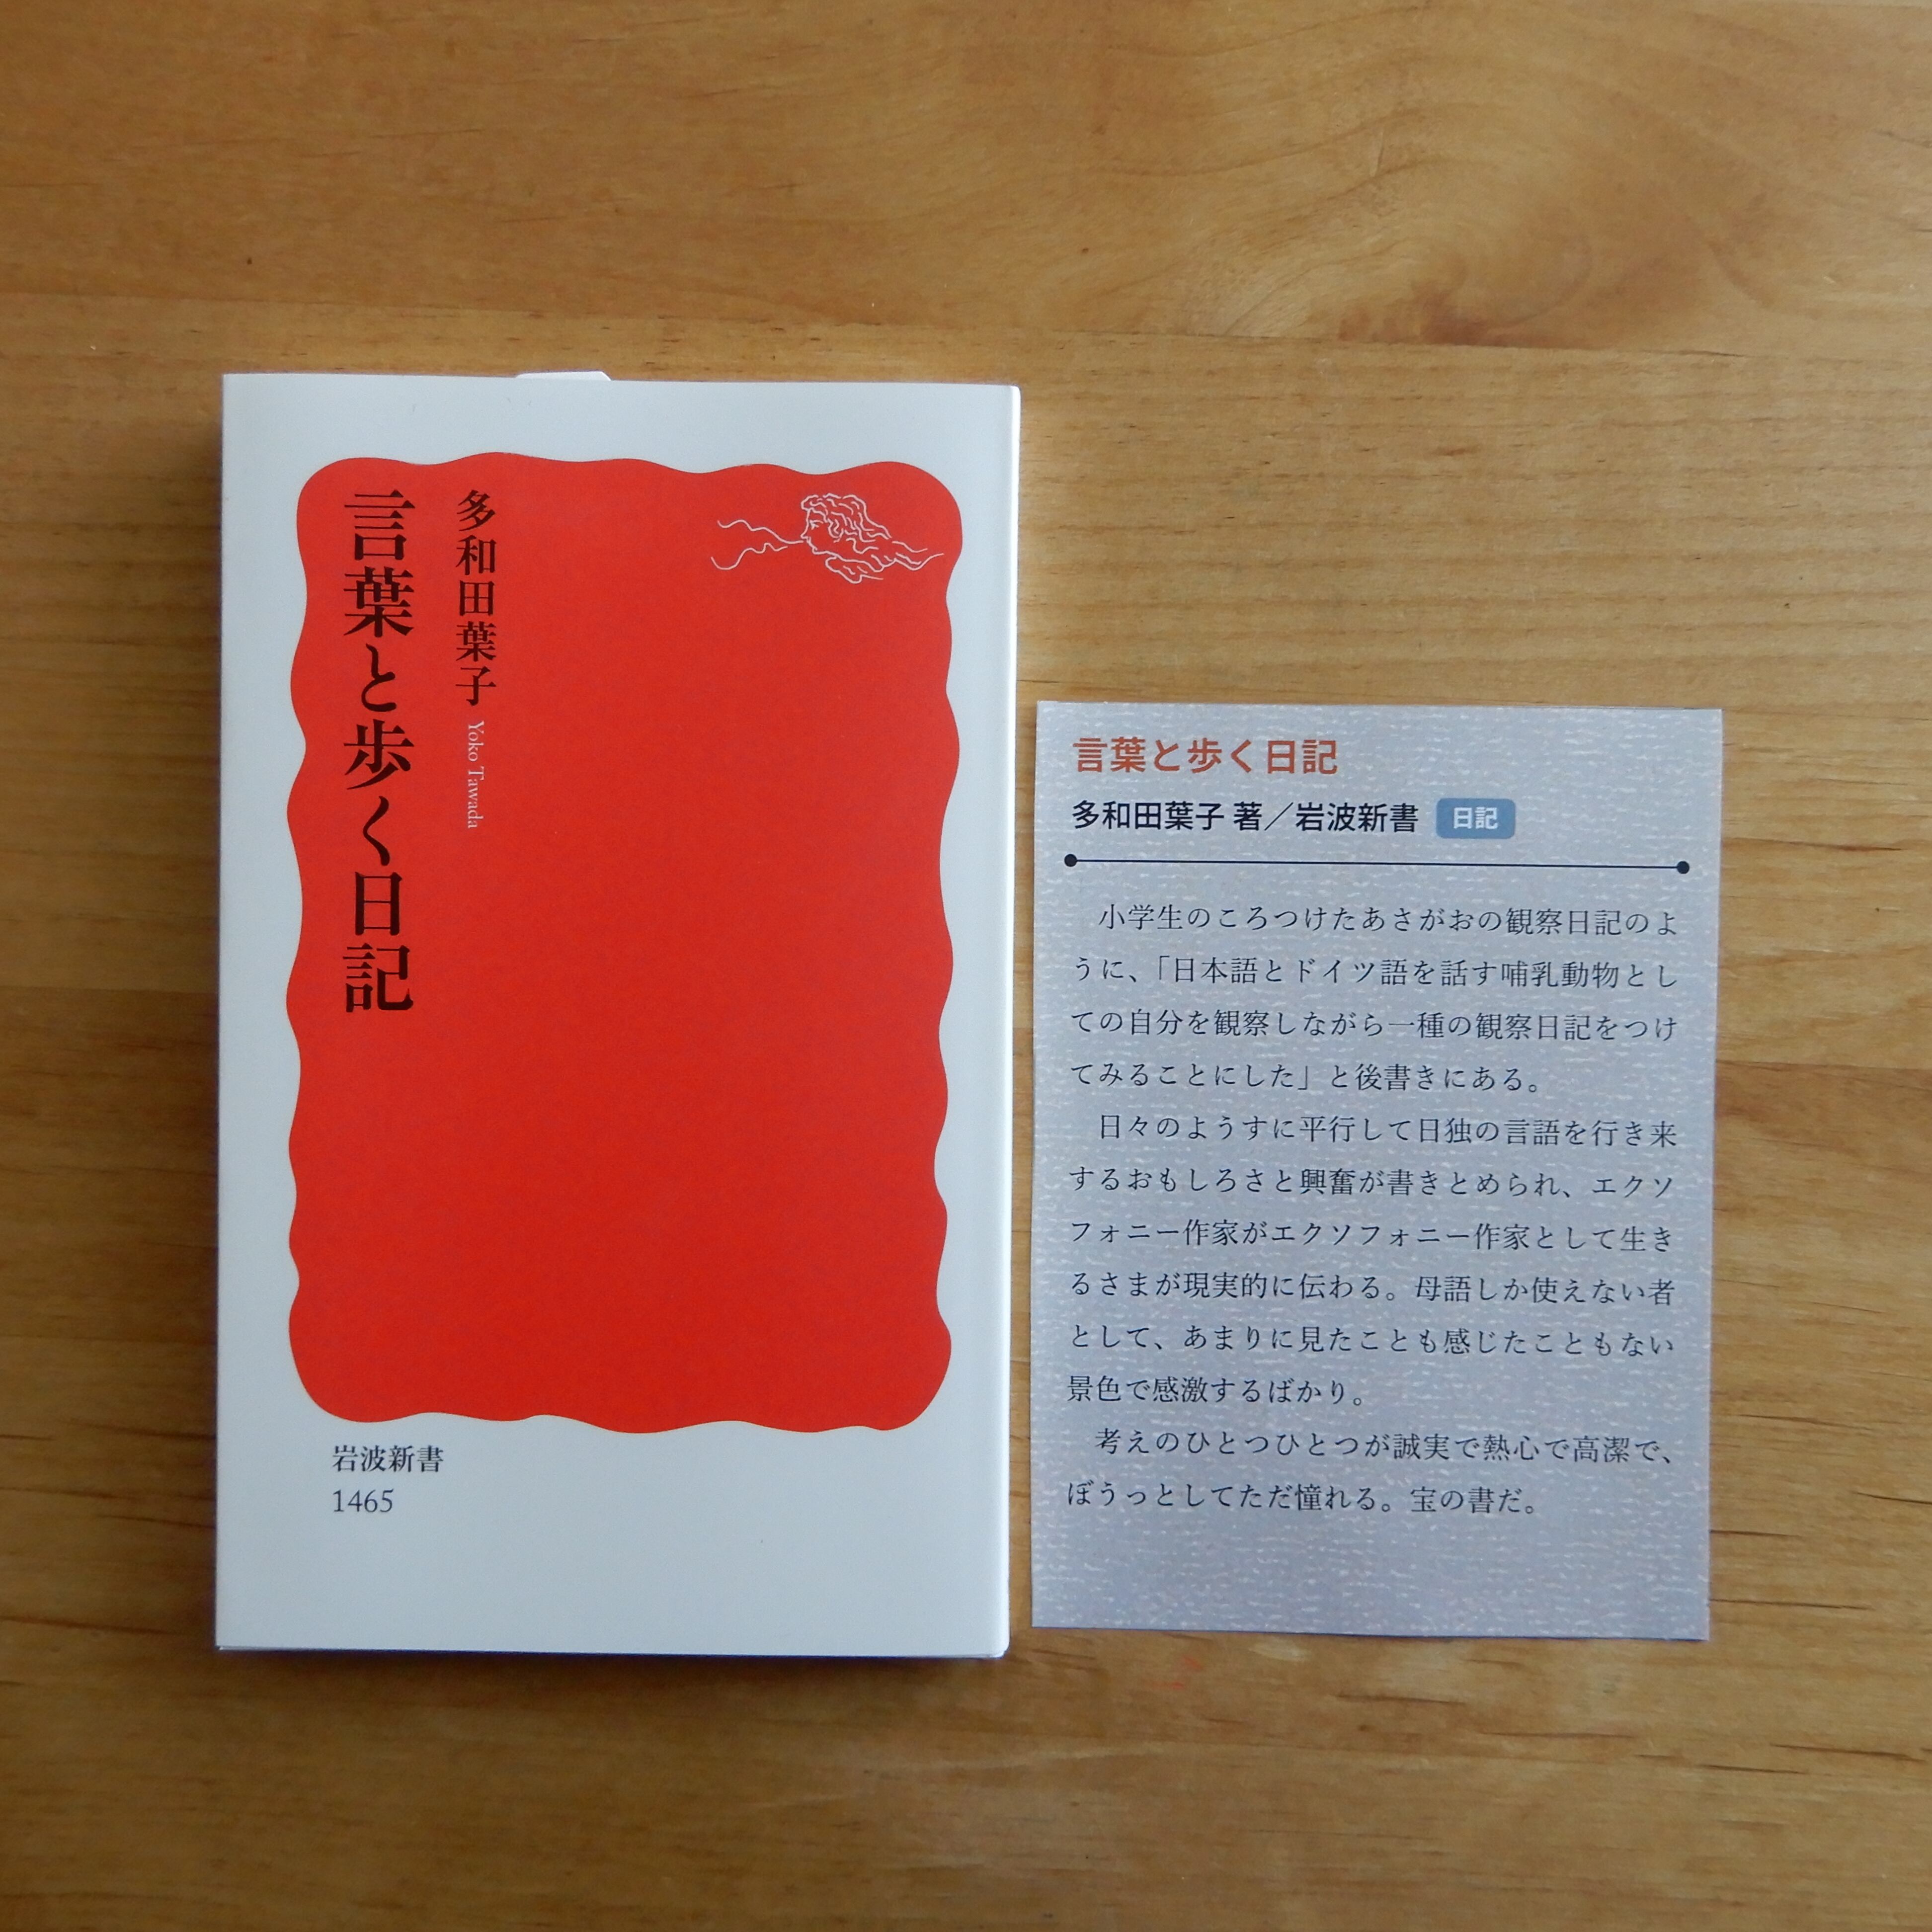 言葉と歩く日記
多和田葉子
Yoko Tawada
岩波新書
1465
言葉と歩く日記
多和田葉子 著／岩波新書 日記
小学生のころつけたあさがおの観察日記のよ
うに、「日本語とドイツ語を話す哺乳動物とし
ての自分を観察しながら一種の観察日記をつけ
てみることにした」と後書きにある。
日々のようすに平行して日独の言語を行き来
するおもしろさと興奮が書きとめられ、エクソ
フォニー作家がエクソフォニー作家として生き
るさまが現実的に伝わる。母語しか使えない者
として、あまりに見たことも感じたこともない
景色で感激するばかり。
考えのひとつひとつが誠実で熱心で高潔で、
ぼうっとしてただ憧れる。宝の書だ。